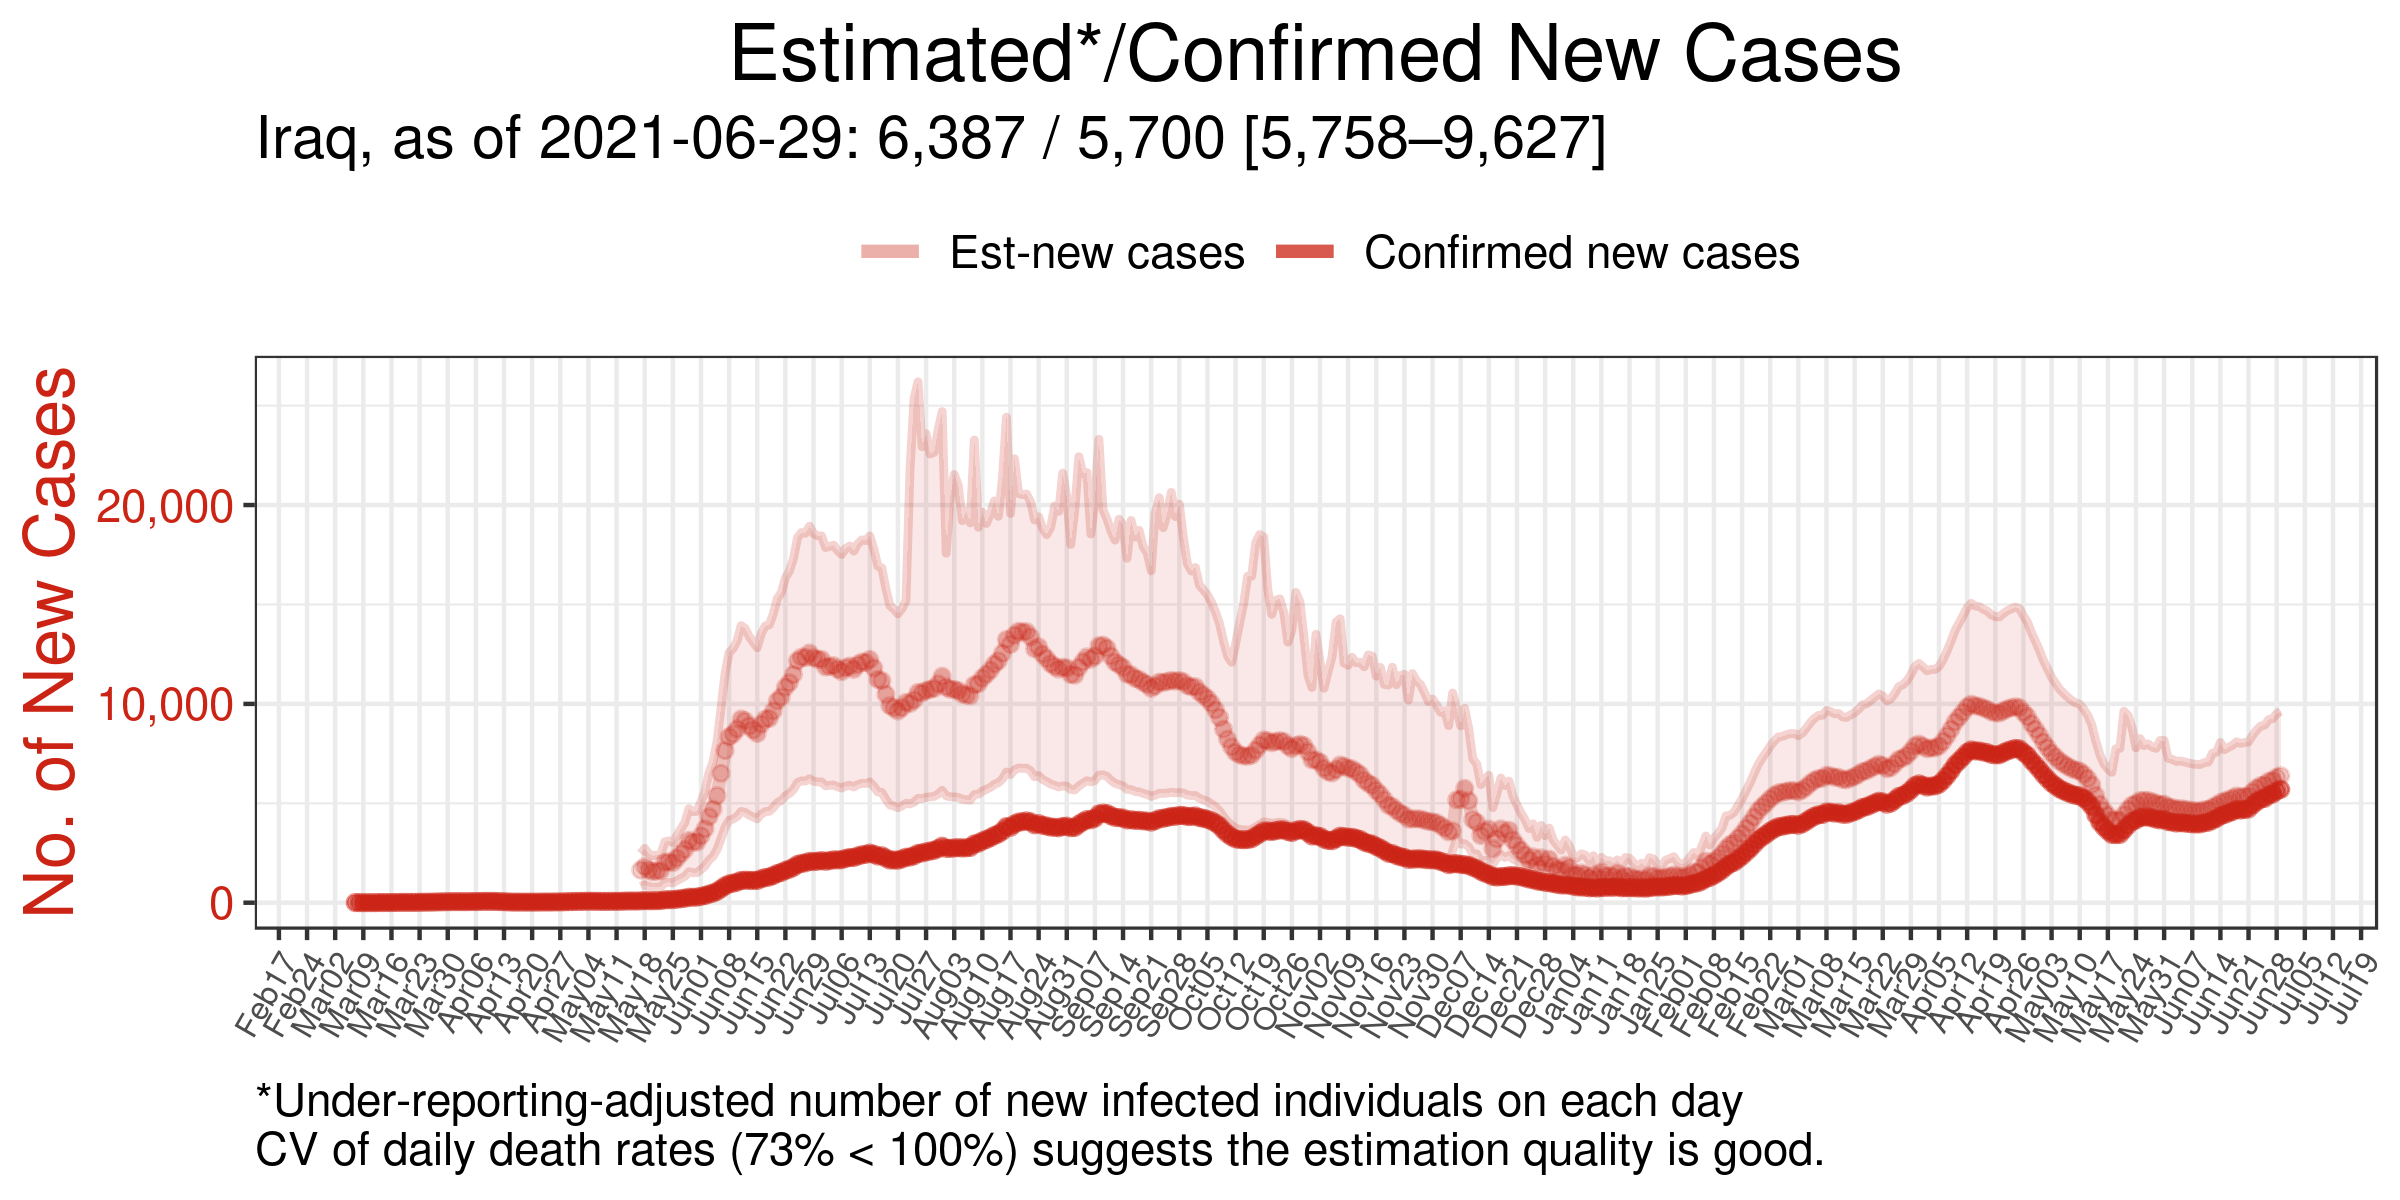 Estimated*/Confirmed New Cases
Iraq, as of 2021-06-29: 6,387 / 5,700 [5,758–9,627]
Est-new cases Confirmed new cases
No. of New Cases
20,000
10,000
0
Feb17 Feb24 Mar02 Mar09 Mar16 Mar23 Mar30 Apr06 Apr13 Apr20 Apr27 May04 May11 May18 May25 Jun01 Jun08 Jun15 Jun22 Jun29 Jul06 Jul13 Jul20 Jul27 Aug03 Aug10 Aug17 Aug24 Aug31 Sep07 Sep14 Sep21 Sep28 Oct05 Oct12 Oct19 Oct26 Nov02 Nov09 Nov16 Nov23 Nov30 Dec07 Dec14 Dec21 Dec28 Jan04 Jan11 Jan18 Jan25 Feb01 Feb08 Feb15 Feb22 Mar01 Mar08 Mar15 Mar22 Mar29 Apr05 Apr12 Apr19 Apr26 May03 May10 May17 May24 May31 Jun07 Jun14 Jun21 Jun28 Jul05 Jul12 Jul19
*Under-reporting-adjusted number of new infected individuals on each day
CV of daily death rates (73% < 100%) suggests the estimation quality is good.